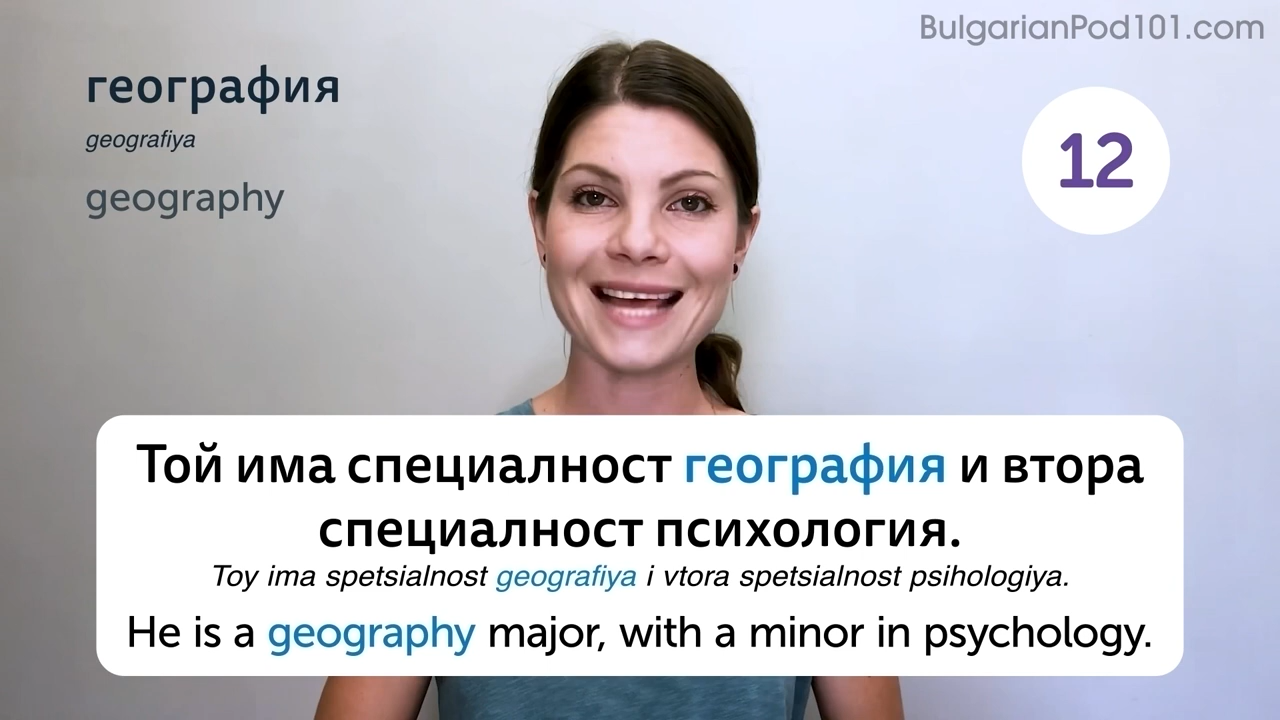 BulgarianPod101.com
география
geografiya
geography
12
Той има специалност география и втора
специалност психология.
Toy ima spetsialnost geografiya i vtora spetsialnost psihologiya.
He is a geography major, with a minor in psychology.